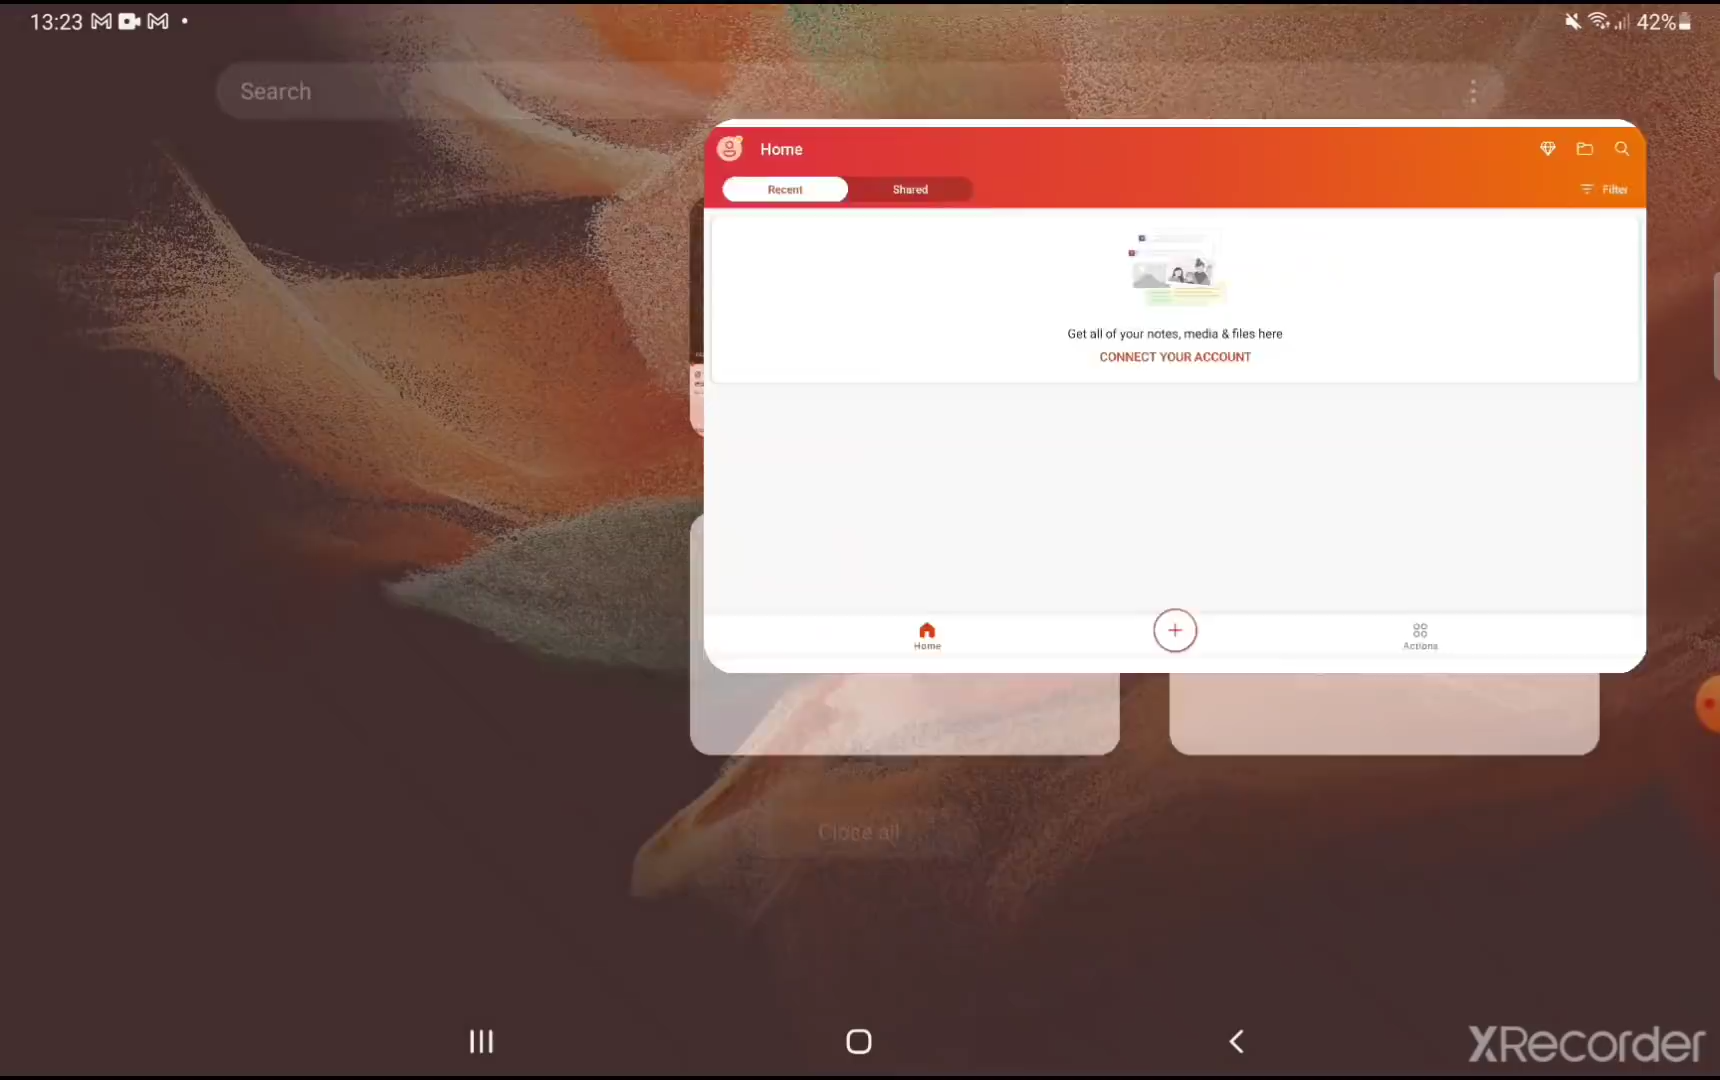 13:23
42%
Search
Home
Recent
Shared
Filter
Get all of your notes, media & files here
CONNECT YOUR ACCOUNT
Home
Actions
Close all
XRecorder